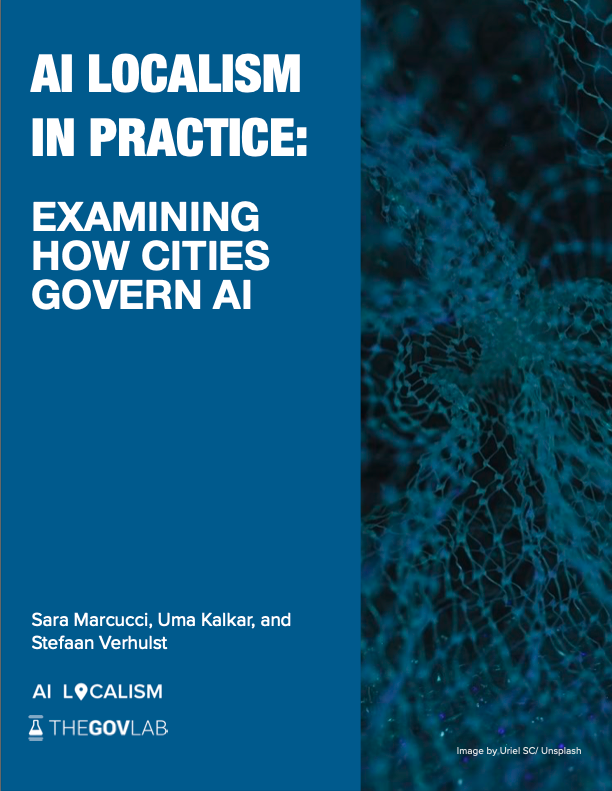 AI LOCALISM
IN PRACTICE:
EXAMINING
HOW CITIES
GOVERN AI
Sara Marcucci, Uma Kalkar, and
Stefaan Verhulst
AI LOCALISM
THEGOVLAB
Image by Uriel SC/ Unsplash